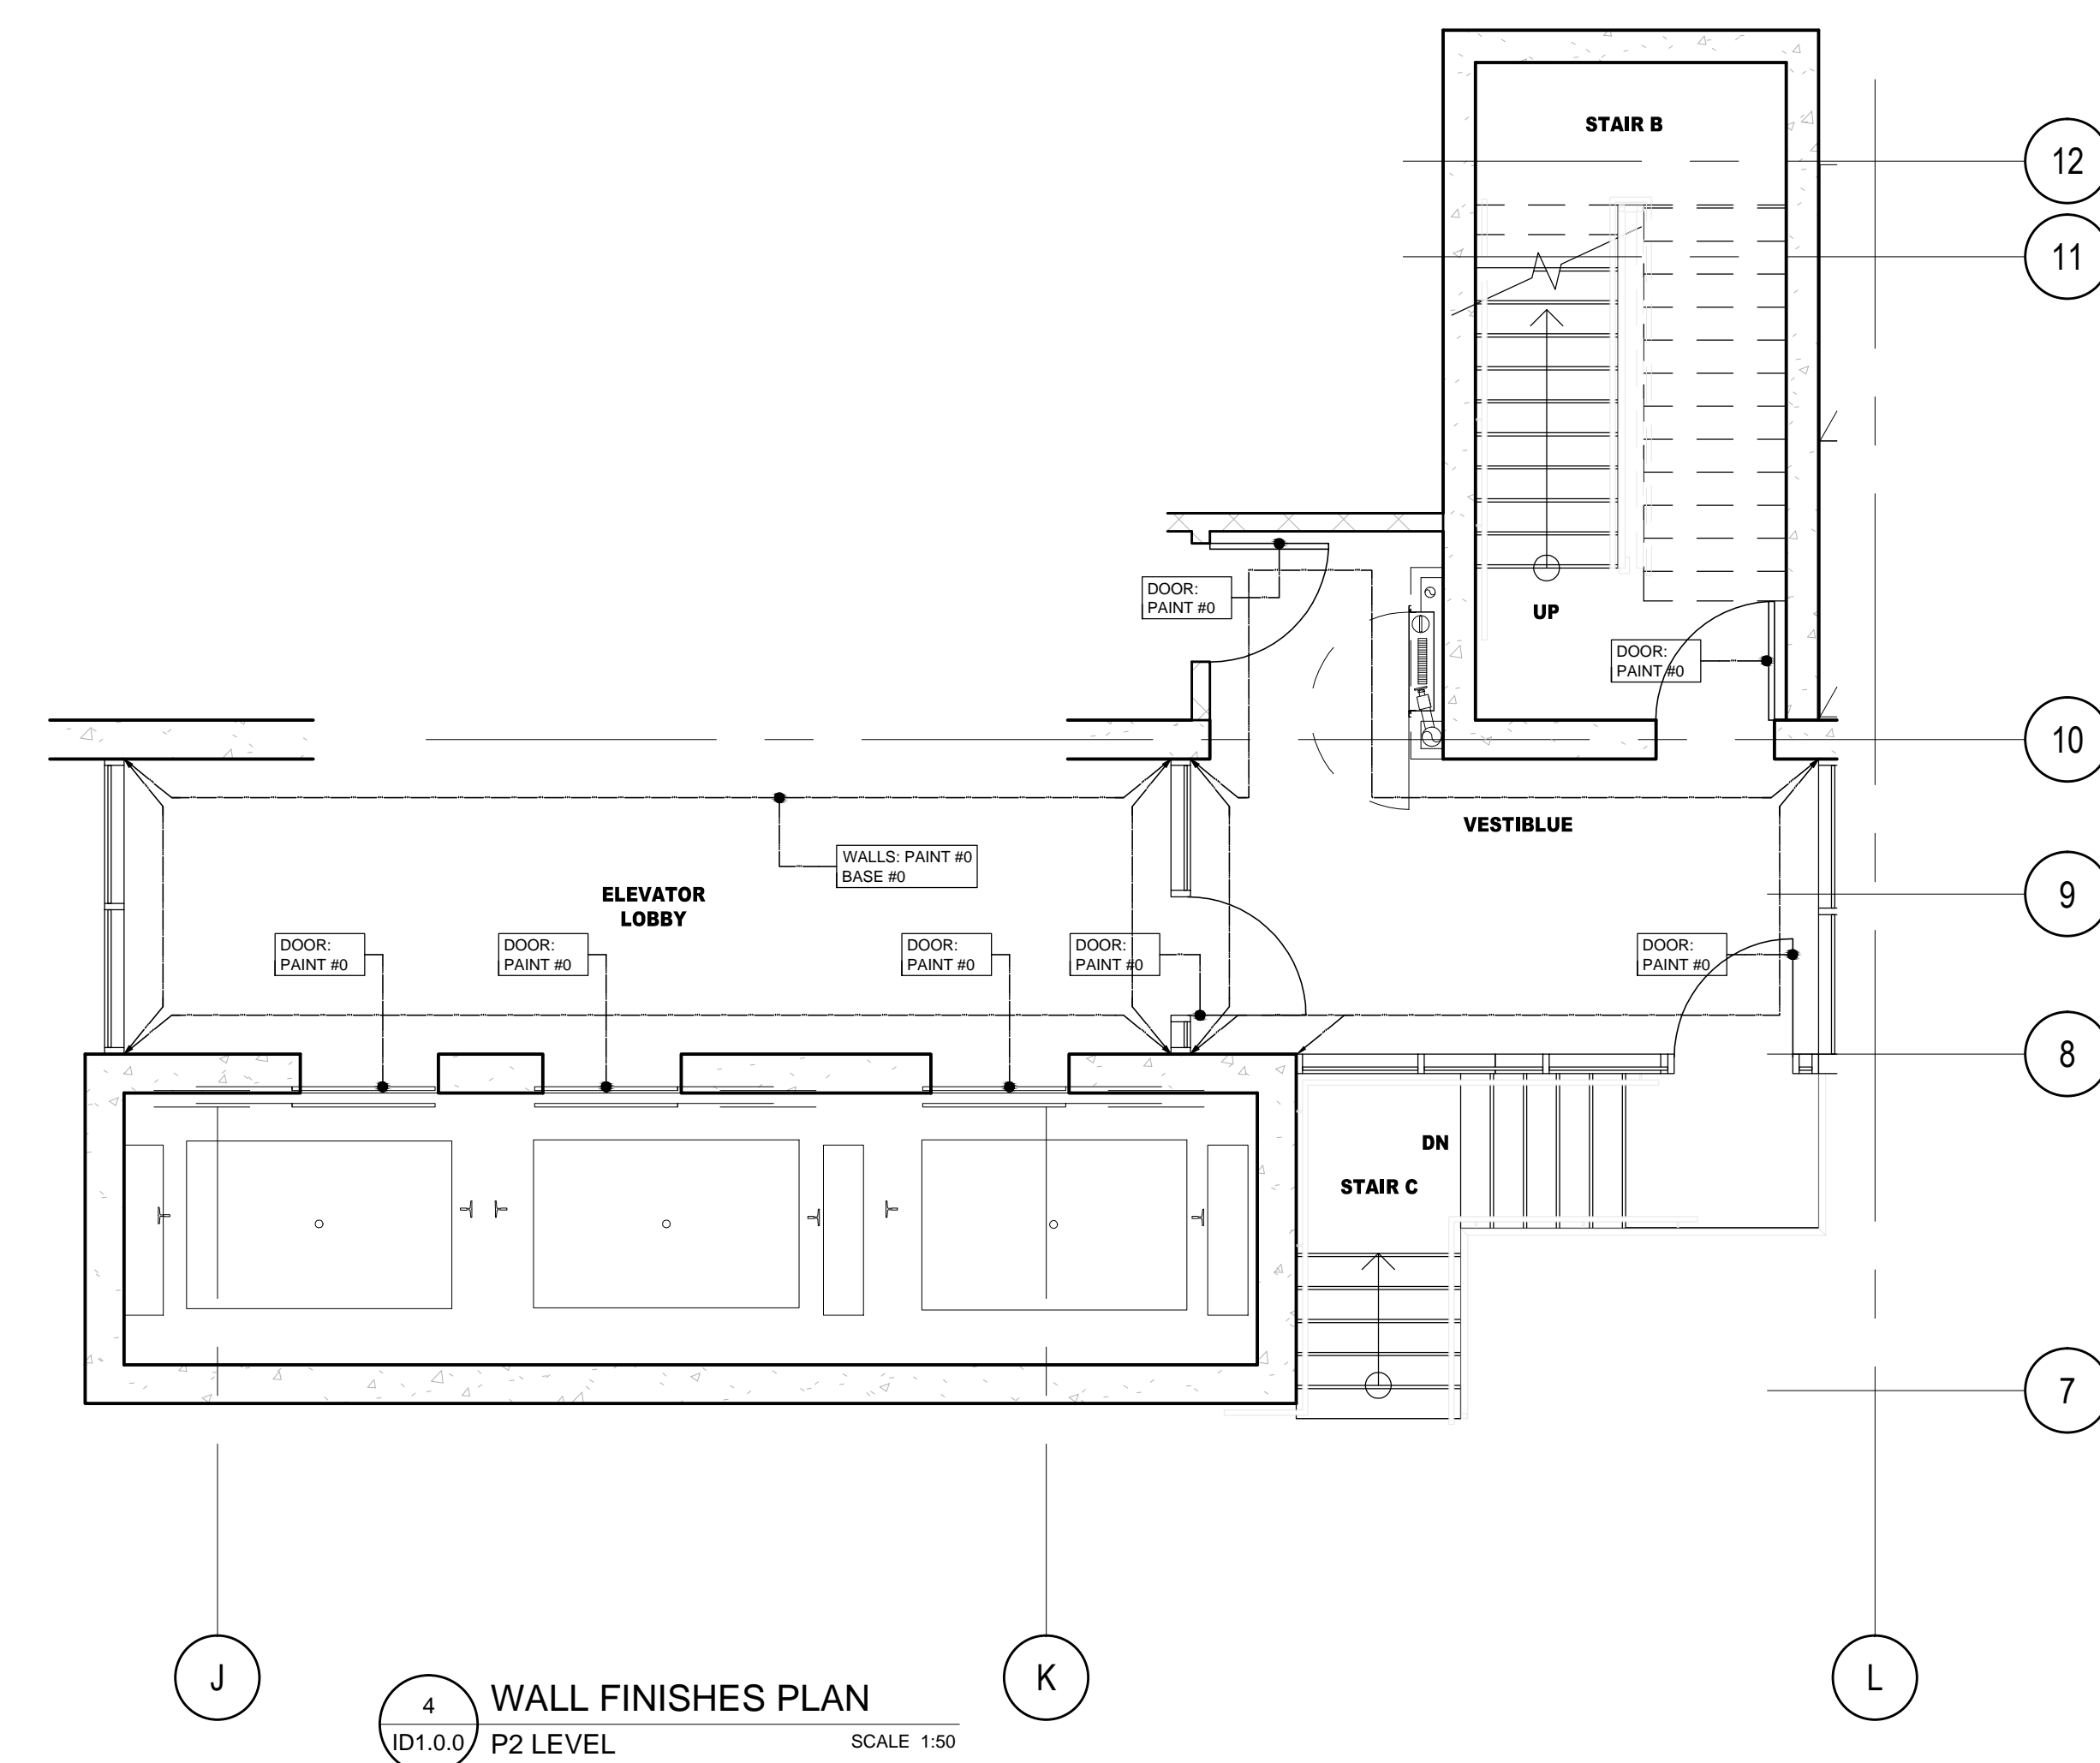 STAIR B
12
11
DOOR:
PAINT #0
UP
DOOR:
PAINT #0
10
VESTIBLUE
WALLS: PAINT #0
BASE #0
ELEVATOR
LOBBY
9
DOOR:
PAINT #0
DOOR:
PAINT #0
DOOR:
PAINT #0
DOOR:
PAINT #0
DOOR:
PAINT #0
8
DN
STAIR C
7
J
K
L
4
WALL FINISHES PLAN
ID1.0.0
P2 LEVEL
SCALE 1:50